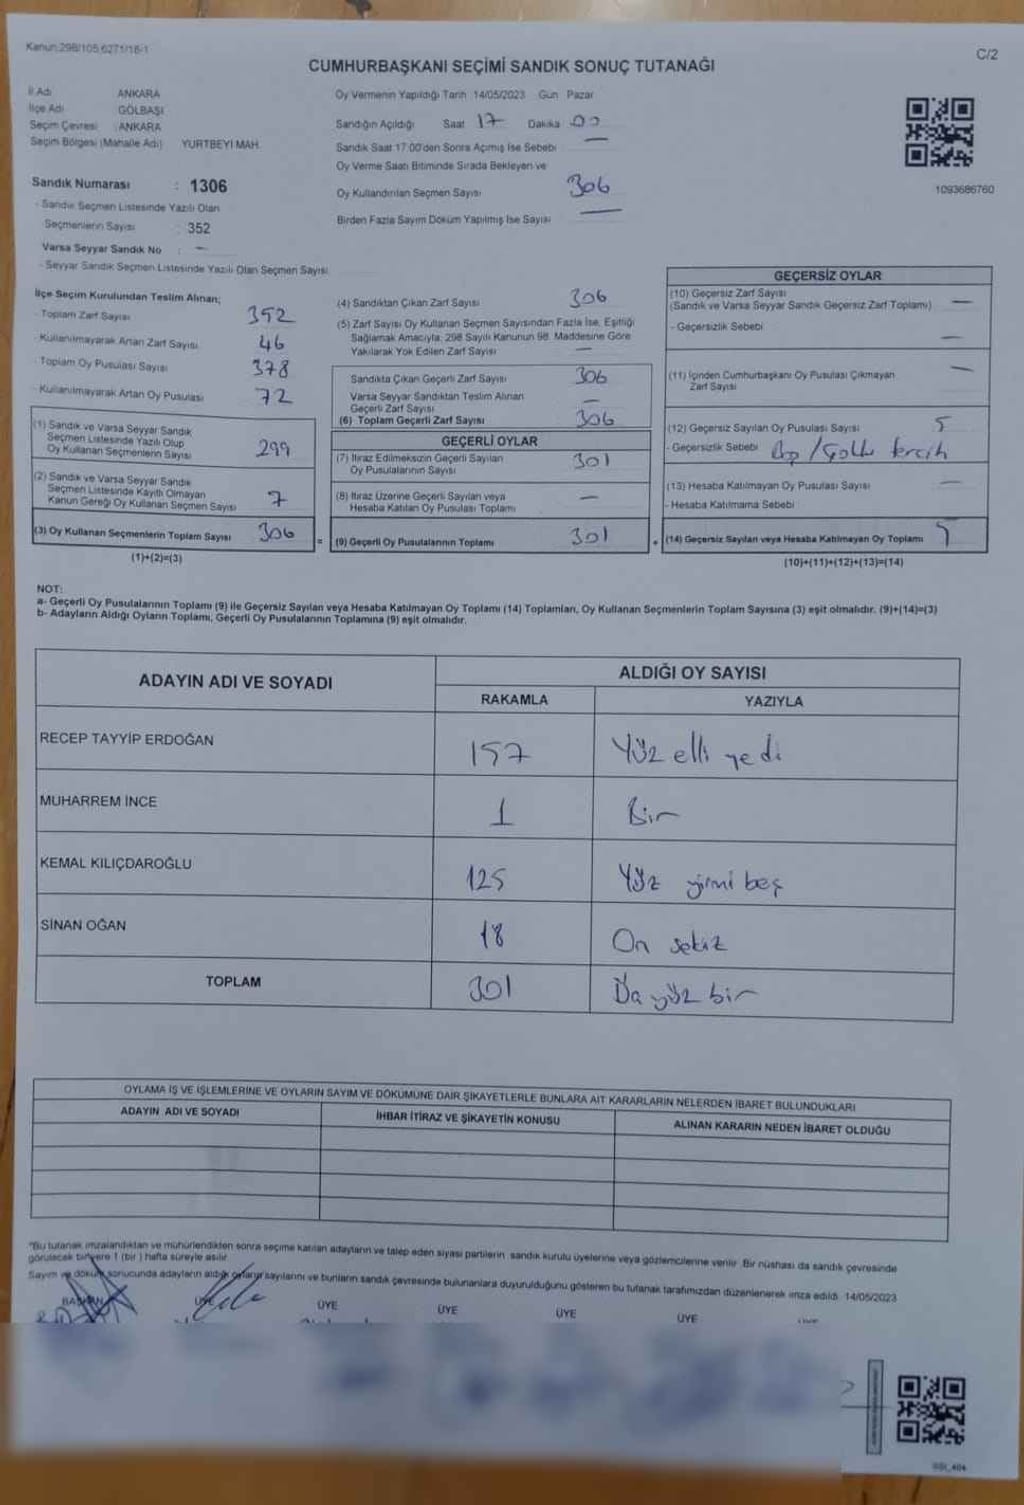 Kanun:298/105,6271/18-1
C/2
CUMHURBAŞKANI SEÇİMİ SANDIK SONUÇ TUTANAĞI
İl Adı ANKARA
İlçe Adı GÖLBAŞI
Seçim Çevresi ANKARA
Seçim Bölgesi (Mahalle Adı) YURTBEYİ MAH.
Sandık Numarası : 1306
- Sandık Seçmen Listesinde Yazılı Olan
Seçmenlerin Sayısı : 352
Varsa Seyyar Sandık No : —
- Seyyar Sandık Seçmen Listesinde Yazılı Olan Seçmen Sayısı
Oy Vermenin Yapıldığı Tarih 14/05/2023 Gün Pazar
Sandığın Açıldığı Saat 17 Dakika 00
Sandık Saat 17:00'den Sonra Açılmış İse Sebebi —
Oy Verme Saati Bitiminde Sırada Bekleyen ve
Oy Kullandırılan Seçmen Sayısı 306
Birden Fazla Sayım Döküm Yapılmış İse Sayısı —
1093686760
İlçe Seçim Kurulundan Teslim Alınan;
- Toplam Zarf Sayısı 352
- Kullanılmayarak Artan Zarf Sayısı 46
- Toplam Oy Pusulası Sayısı 378
- Kullanılmayarak Artan Oy Pusulası 72
(1) Sandık ve Varsa Seyyar Sandık
Seçmen Listesinde Yazılı Olup
Oy Kullanan Seçmenlerin Sayısı 299
(2) Sandık ve Varsa Seyyar Sandık
Seçmen Listesinde Kayıtlı Olmayan
Kanun Gereği Oy Kullanan Seçmen Sayısı 7
(3) Oy Kullanan Seçmenlerin Toplam Sayısı 306
(1)+(2)=(3)
(4) Sandıktan Çıkan Zarf Sayısı 306
(5) Zarf Sayısı Oy Kullanan Seçmen Sayısından Fazla İse, Eşitliği
Sağlamak Amacıyla, 298 Sayılı Kanunun 98. Maddesine Göre
Yakılarak Yok Edilen Zarf Sayısı —
Sandıkta Çıkan Geçerli Zarf Sayısı 306
Varsa Seyyar Sandıktan Teslim Alınan
Geçerli Zarf Sayısı —
(6) Toplam Geçerli Zarf Sayısı 306
GEÇERLİ OYLAR
(7) İtiraz Edilmeksizin Geçerli Sayılan
Oy Pusulalarının Sayısı 301
(8) İtiraz Üzerine Geçerli Sayılan veya
Hesaba Katılan Oy Pusulası Toplamı —
= (9) Geçerli Oy Pusulalarının Toplamı 301
GEÇERSİZ OYLAR
(10) Geçersiz Zarf Sayısı
(Sandık ve Varsa Seyyar Sandık Geçersiz Zarf Toplamı) —
- Geçersizlik Sebebi —
(11) İçinden Cumhurbaşkanı Oy Pusulası Çıkmayan
Zarf Sayısı —
(12) Geçersiz Sayılan Oy Pusulası Sayısı 5
- Geçersizlik Sebebi tercih
(13) Hesaba Katılmayan Oy Pusulası Sayısı —
- Hesaba Katılmama Sebebi
+ (14) Geçersiz Sayılan veya Hesaba Katılmayan Oy Toplamı 5
(10)+(11)+(12)+(13)=(14)
NOT:
a- Geçerli Oy Pusulalarının Toplamı (9) ile Geçersiz Sayılan veya Hesaba Katılmayan Oy Toplamı (14) Toplamları, Oy Kullanan Seçmenlerin Toplam Sayısına (3) eşit olmalıdır. (9)+(14)=(3)
b- Adayların Aldığı Oyların Toplamı, Geçerli Oy Pusulalarının Toplamına (9) eşit olmalıdır.
ADAYIN ADI VE SOYADI
ALDIĞI OY SAYISI
RAKAMLA YAZIYLA
RECEP TAYYİP ERDOĞAN 157 Yüz elli yedi
MUHARREM İNCE 1 Bir
KEMAL KILIÇDAROĞLU 125 Yüz yirmi beş
SİNAN OĞAN 18 On sekiz
TOPLAM 301 Üç yüz bir
OYLAMA İŞ VE İŞLEMLERİNE VE OYLARIN SAYIM VE DÖKÜMÜNE DAİR ŞİKAYETLERLE BUNLARA AİT KARARLARIN NELERDEN İBARET BULUNDUKLARI
ADAYIN ADI VE SOYADI İHBAR İTİRAZ VE ŞİKAYETİN KONUSU ALINAN KARARIN NEDEN İBARET OLDUĞU
"Bu tutanak imzalandıktan ve mühürlendikten sonra seçime katılan adayların ve talep eden siyasi partilerin sandık kurulu üyelerine veya gözlemcilerine verilir. Bir nüshası da sandık çevresinde
görülecek bir yere 1 (bir) hafta süreyle asılır.
Sayım ve döküm sonucunda adayların aldığı oyların sayılarını ve bunların sandık çevresinde bulunanlara duyurulduğunu gösteren bu tutanak tarafımızdan düzenlenerek imza edildi. 14/05/2023
BAŞKAN ÜYE ÜYE ÜYE ÜYE ÜYE